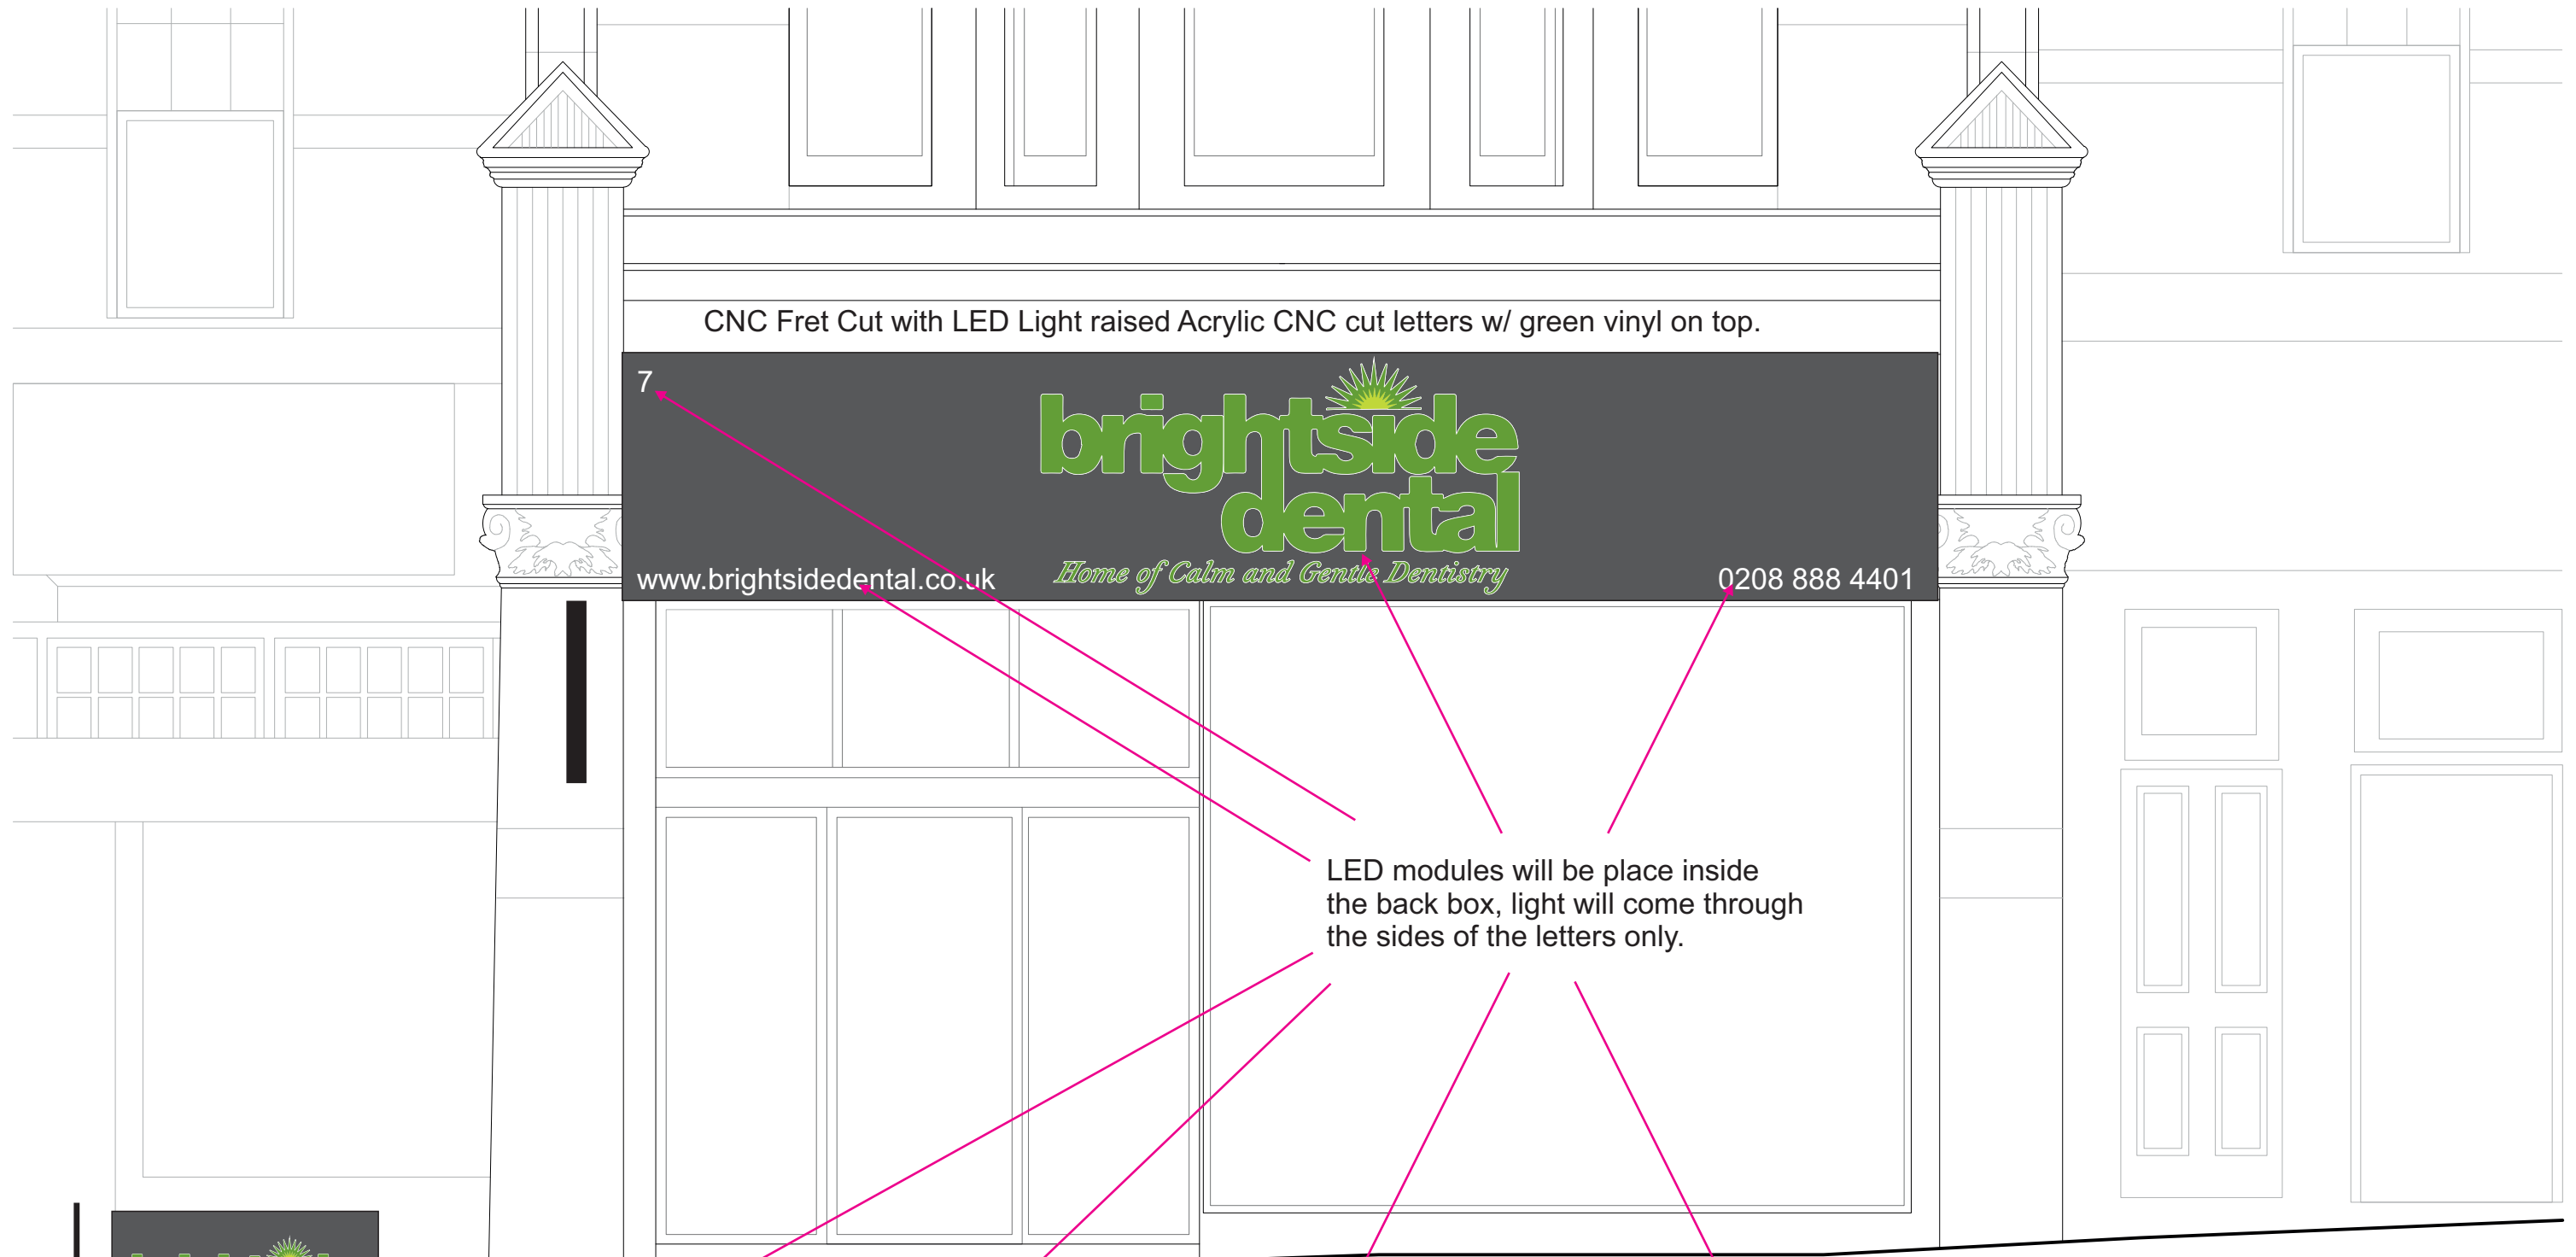 CNC Fret Cut with LED Light raised Acrylic CNC cut letters w/ green vinyl on top.
7
brightside
dental
Home of Calm and Gentle Dentistry
www.brightsidedental.co.uk
0208 888 4401
LED modules will be place inside
the back box, light will come through
the sides of the letters only.